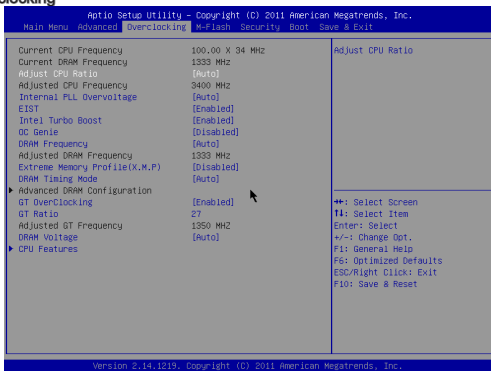 clocking
Aptio Setup Utility – Copyright (C) 2011 American Megatrends, Inc.
Main Menu Advanced Overclocking M-Flash Security Boot Save & Exit
Current CPU Frequency 100.00 X 34 MHz
Current DRAM Frequency 1333 MHz
Adjust CPU Ratio [Auto]
Adjusted CPU Frequency 3400 MHZ
Internal PLL Overvoltage [Auto]
EIST [Enabled]
Intel Turbo Boost [Enabled]
OC Genie [Disabled]
DRAM Frequency [Auto]
Adjusted DRAM Frequency 1333 MHz
Extreme Memory Profile(X.M.P) [Disabled]
DRAM Timing Mode [Auto]
Advanced DRAM Configuration
GT OverClocking [Enabled]
GT Ratio 27
Adjusted GT Frequency 1350 MHZ
DRAM Voltage [Auto]
CPU Features
Adjust CPU Ratio
→←: Select Screen
↑↓: Select Item
Enter: Select
+/-: Change Opt.
F1: General Help
F6: Optimized Defaults
ESC/Right Click: Exit
F10: Save & Reset
Version 2.14.1219. Copyright (C) 2011 American Megatrends, Inc.